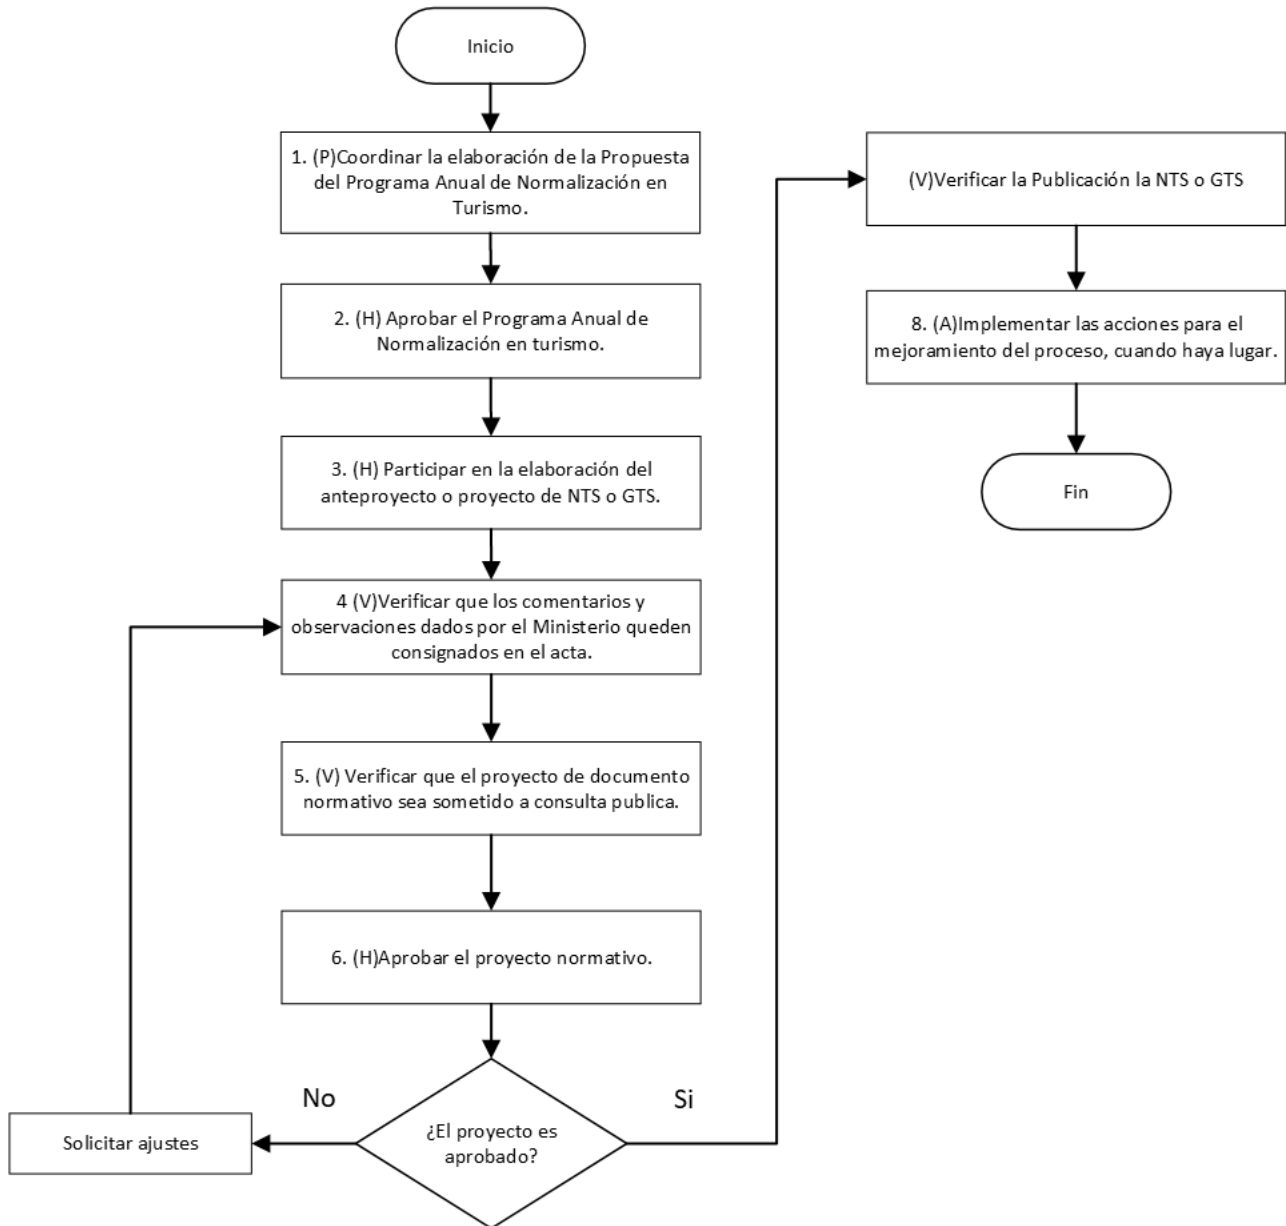 Inicio
1. (P)Coordinar la elaboración de la Propuesta
del Programa Anual de Normalización en
Turismo.
2. (H) Aprobar el Programa Anual de
Normalización en turismo.
3. (H) Participar en la elaboración del
anteproyecto o proyecto de NTS o GTS.
4 (V)Verificar que los comentarios y
observaciones dados por el Ministerio queden
consignados en el acta.
5. (V) Verificar que el proyecto de documento
normativo sea sometido a consulta publica.
6. (H)Aprobar el proyecto normativo.
¿El proyecto es
aprobado?
No
Solicitar ajustes
Si
(V)Verificar la Publicación la NTS o GTS
8. (A)Implementar las acciones para el
mejoramiento del proceso, cuando haya lugar.
Fin